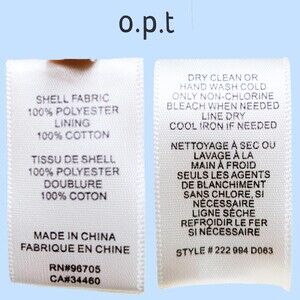 o.p.t
SHELL FABRIC
100% POLYESTER
LINING
100% COTTON
TISSU DE SHELL
100% POLYESTER
DOUBLURE
100% COTON
MADE IN CHINA
FABRIQUE EN CHINE
RN#96705
CA#34460
DRY CLEAN OR
HAND WASH COLD
ONLY NON-CHLORINE
BLEACH WHEN NEEDED
LINE DRY
COOL IRON IF NEEDED
NETTOYAGE À SEC OU
LAVAGE À LA
MAIN À FROID
SEULS LES AGENTS
DE BLANCHIMENT
SANS CHLORE, SI
NÉCESSAIRE
LIGNE SÈCHE
REFROIDIR LE FER
SI NÉCESSAIRE
STYLE # 222 994 D063